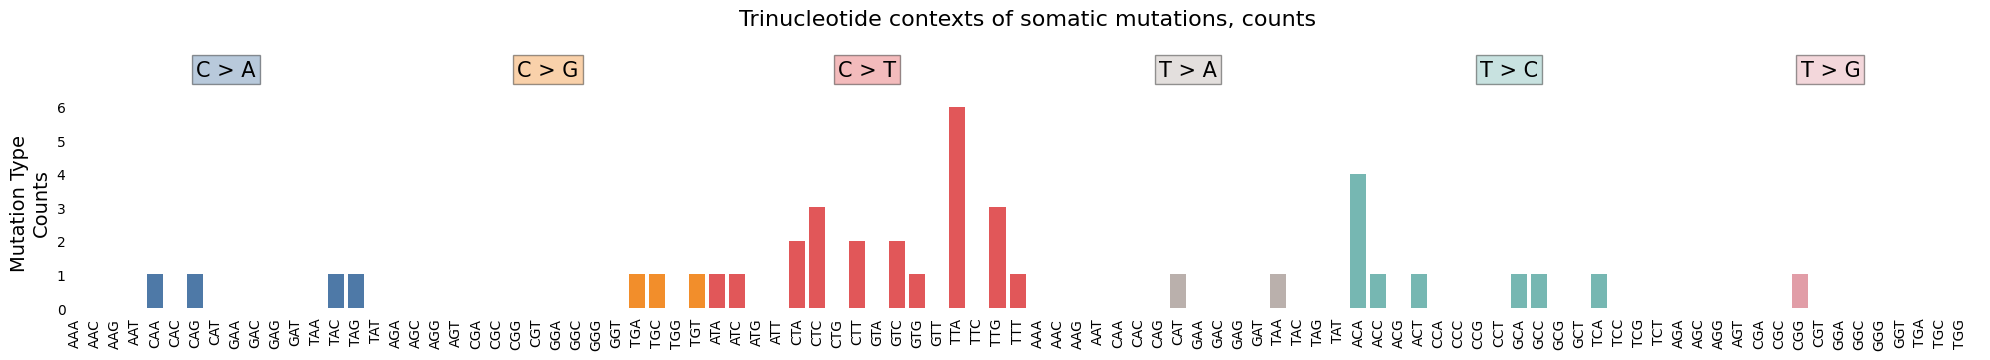 Trinucleotide contexts of somatic mutations, counts
C > A
C > G
C > T
T > A
T > C
T > G
Mutation Type
Counts
6
5
4
3
2
1
0
AAA
AAC
AAG
AAT
CAA
CAC
CAG
CAT
GAA
GAC
GAG
GAT
TAA
TAC
TAG
TAT
AGA
AGC
AGG
AGT
CGA
CGC
CGG
CGT
GGA
GGC
GGG
GGT
TGA
TGC
TGG
TGT
ATA
ATC
ATG
ATT
CTA
CTC
CTG
CTT
GTA
GTC
GTG
GTT
TTA
TTC
TTG
TTT
AAA
AAC
AAG
AAT
CAA
CAC
CAG
CAT
GAA
GAC
GAG
GAT
TAA
TAC
TAG
TAT
ACA
ACC
ACG
ACT
CCA
CCC
CCG
CCT
GCA
GCC
GCG
GCT
TCA
TCC
TCG
TCT
AGA
AGC
AGG
AGT
CGA
CGC
CGG
CGT
GGA
GGC
GGG
GGT
TGA
TGC
TGG